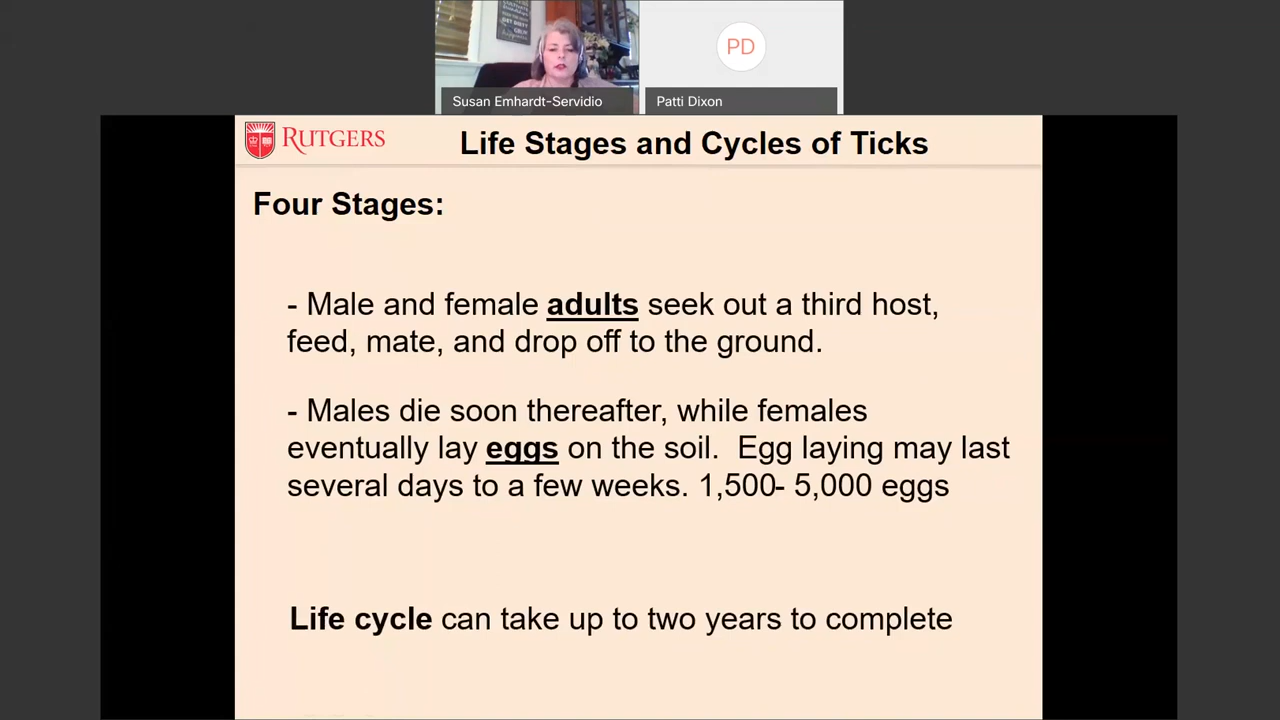 GET DIRTY
Susan Emhardt-Servidio
PD
Patti Dixon
RUTGERS
Life Stages and Cycles of Ticks
Four Stages:
- Male and female adults seek out a third host,
feed, mate, and drop off to the ground.
- Males die soon thereafter, while females
eventually lay eggs on the soil.  Egg laying may last
several days to a few weeks. 1,500- 5,000 eggs
Life cycle can take up to two years to complete